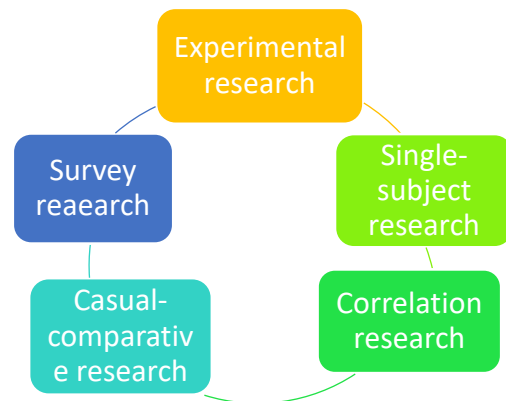 Experimental
research
Single-
subject
research
Correlation
research
Casual-
comparativ
e research
Survey
reaearch